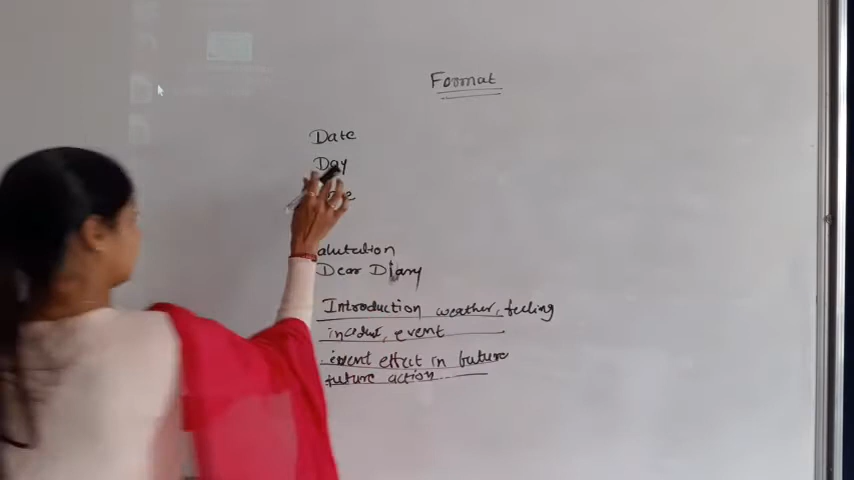 Format
Date
Day
alutation
Dear Diary
Introduction weather, feeling
incident, event
event effect in future
future action